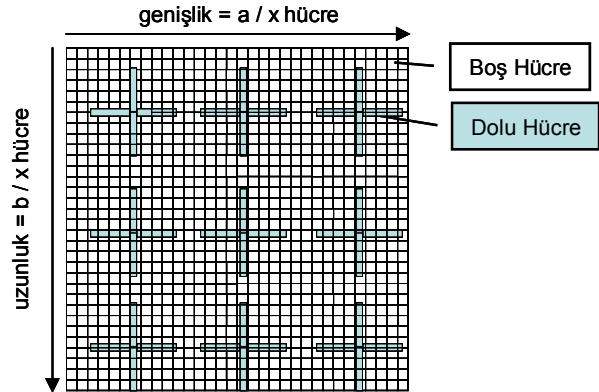 genişlik = a / x hücre
Boş Hücre
Dolu Hücre
uzunluk = b / x hücre